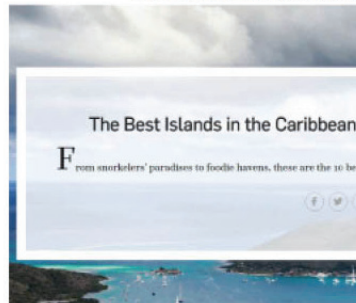 The Best Islands in the Caribbean
From snorkelers' paradises to foodie havens, these are the 10 be